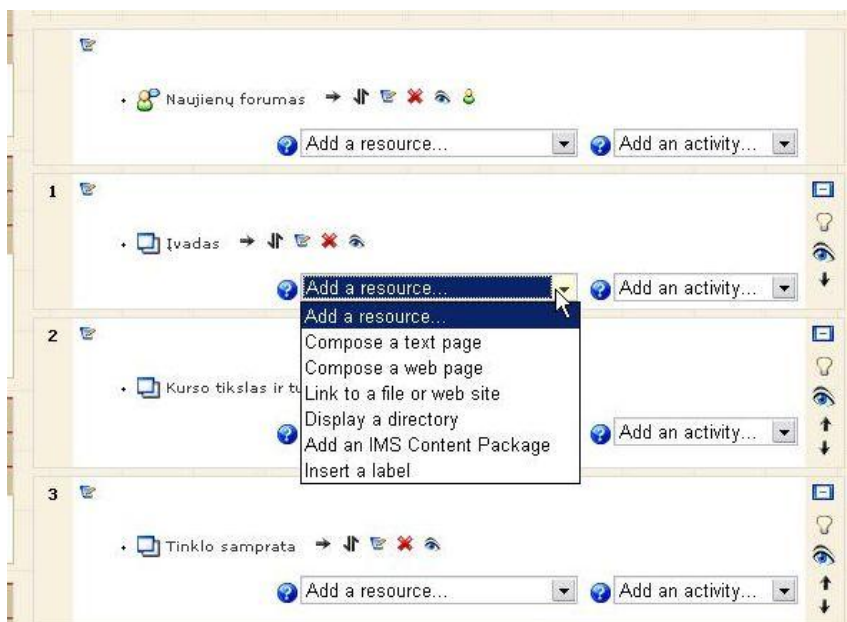 Naujienų forumas
Add a resource... Add an activity...
1
Įvadas
Add a resource... Add an activity...
Add a resource...
Compose a text page
2
Compose a web page
Kurso tikslas ir
Link to a file or web site
Display a directory
Add an activity...
Add an IMS Content Package
Insert a label
3
Tinklo samprata
Add a resource... Add an activity...